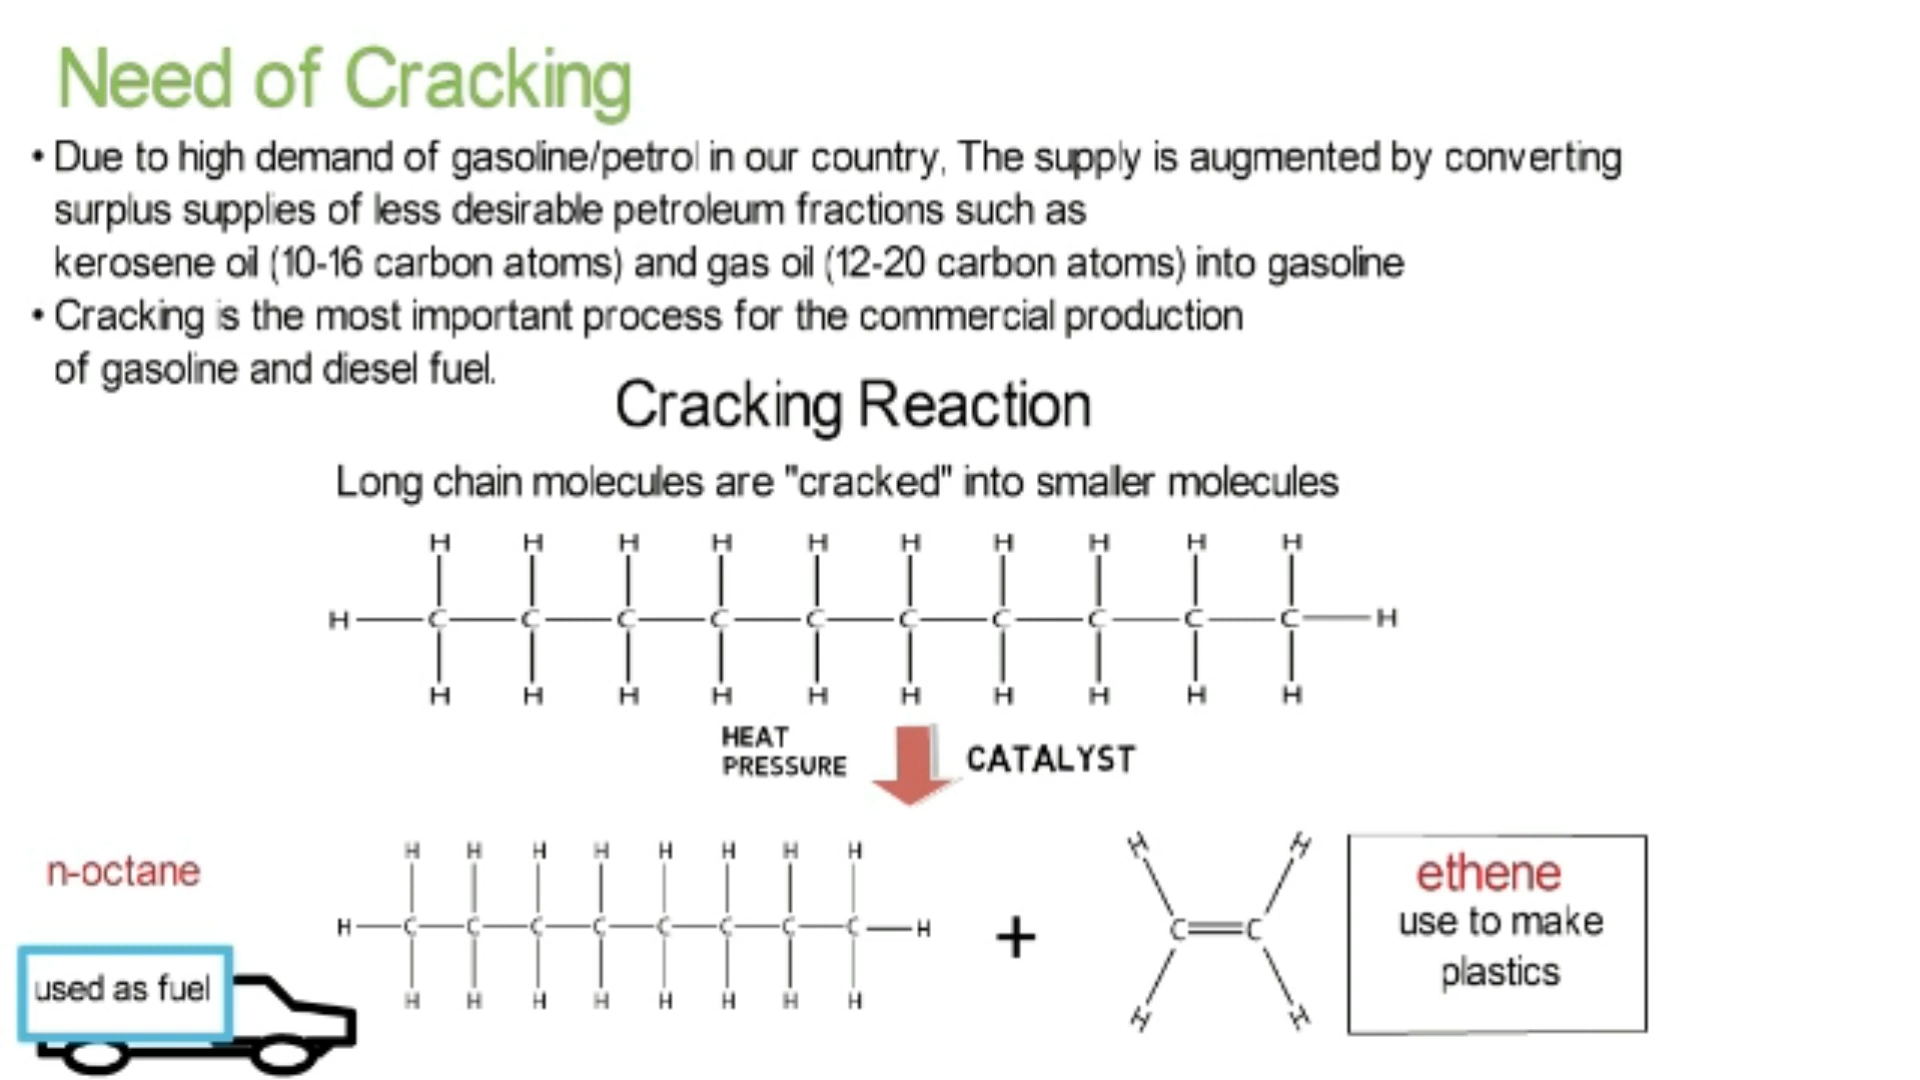 Need of Cracking
• Due to high demand of gasoline/petrol in our country, The supply is augmented by converting
surplus supplies of less desirable petroleum fractions such as
kerosene oil (10-16 carbon atoms) and gas oil (12-20 carbon atoms) into gasoline
• Cracking is the most important process for the commercial production
of gasoline and diesel fuel.
Cracking Reaction
Long chain molecules are "cracked" into smaller molecules
H H H H H H H H H H
H C C C C C C C C C C H
H H H H H H H H H H
HEAT
PRESSURE
CATALYST
n-octane
used as fuel
H H H H H H H H
H C C C C C C C C H
H H H H H H H H
+
H H
C C
H H
ethene
use to make
plastics